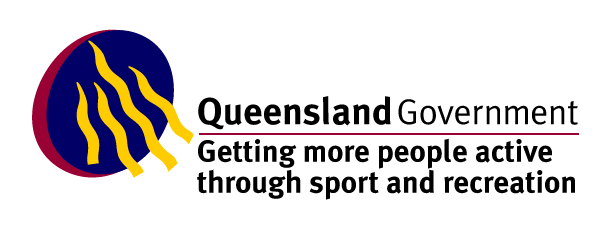 Queensland Government
Getting more people active
through sport and recreation